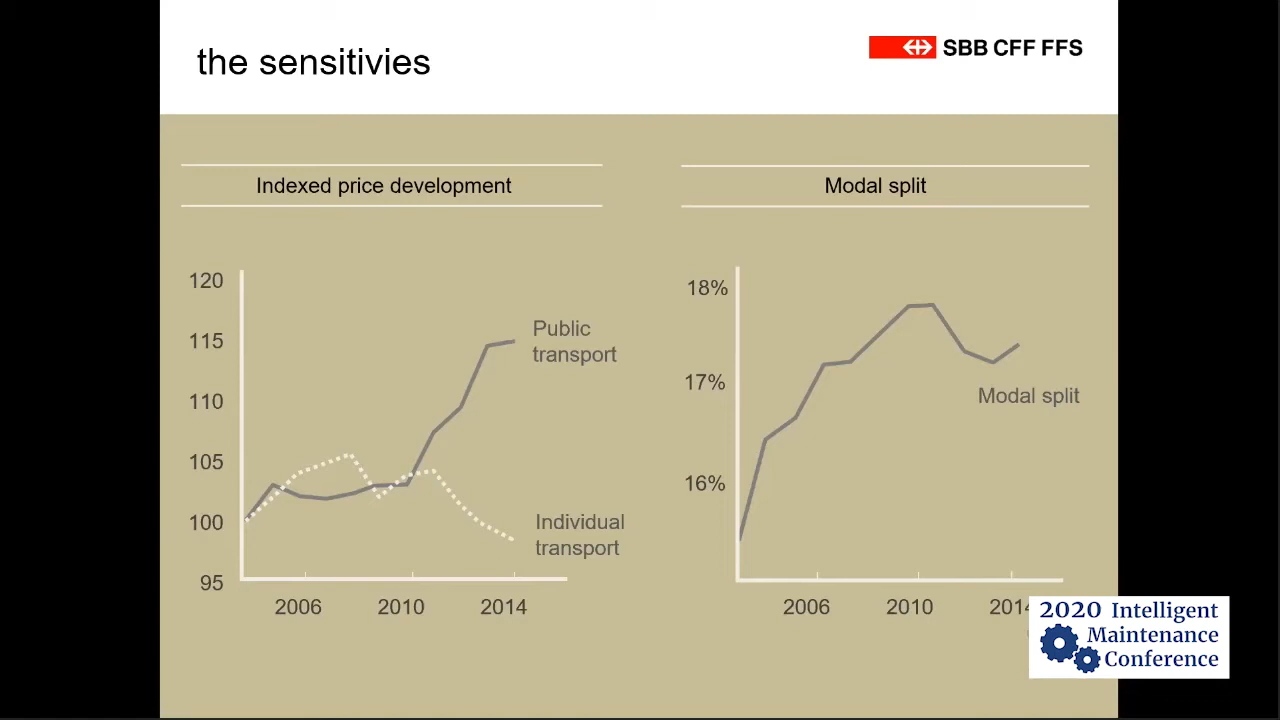 the sensitivies
SBB CFF FFS
Indexed price development
120
115
110
105
100
95
Public
transport
Individual
transport
2006 2010 2014
Modal split
18%
17%
16%
Modal split
2006 2010 2014
2020 Intelligent
Maintenance
Conference